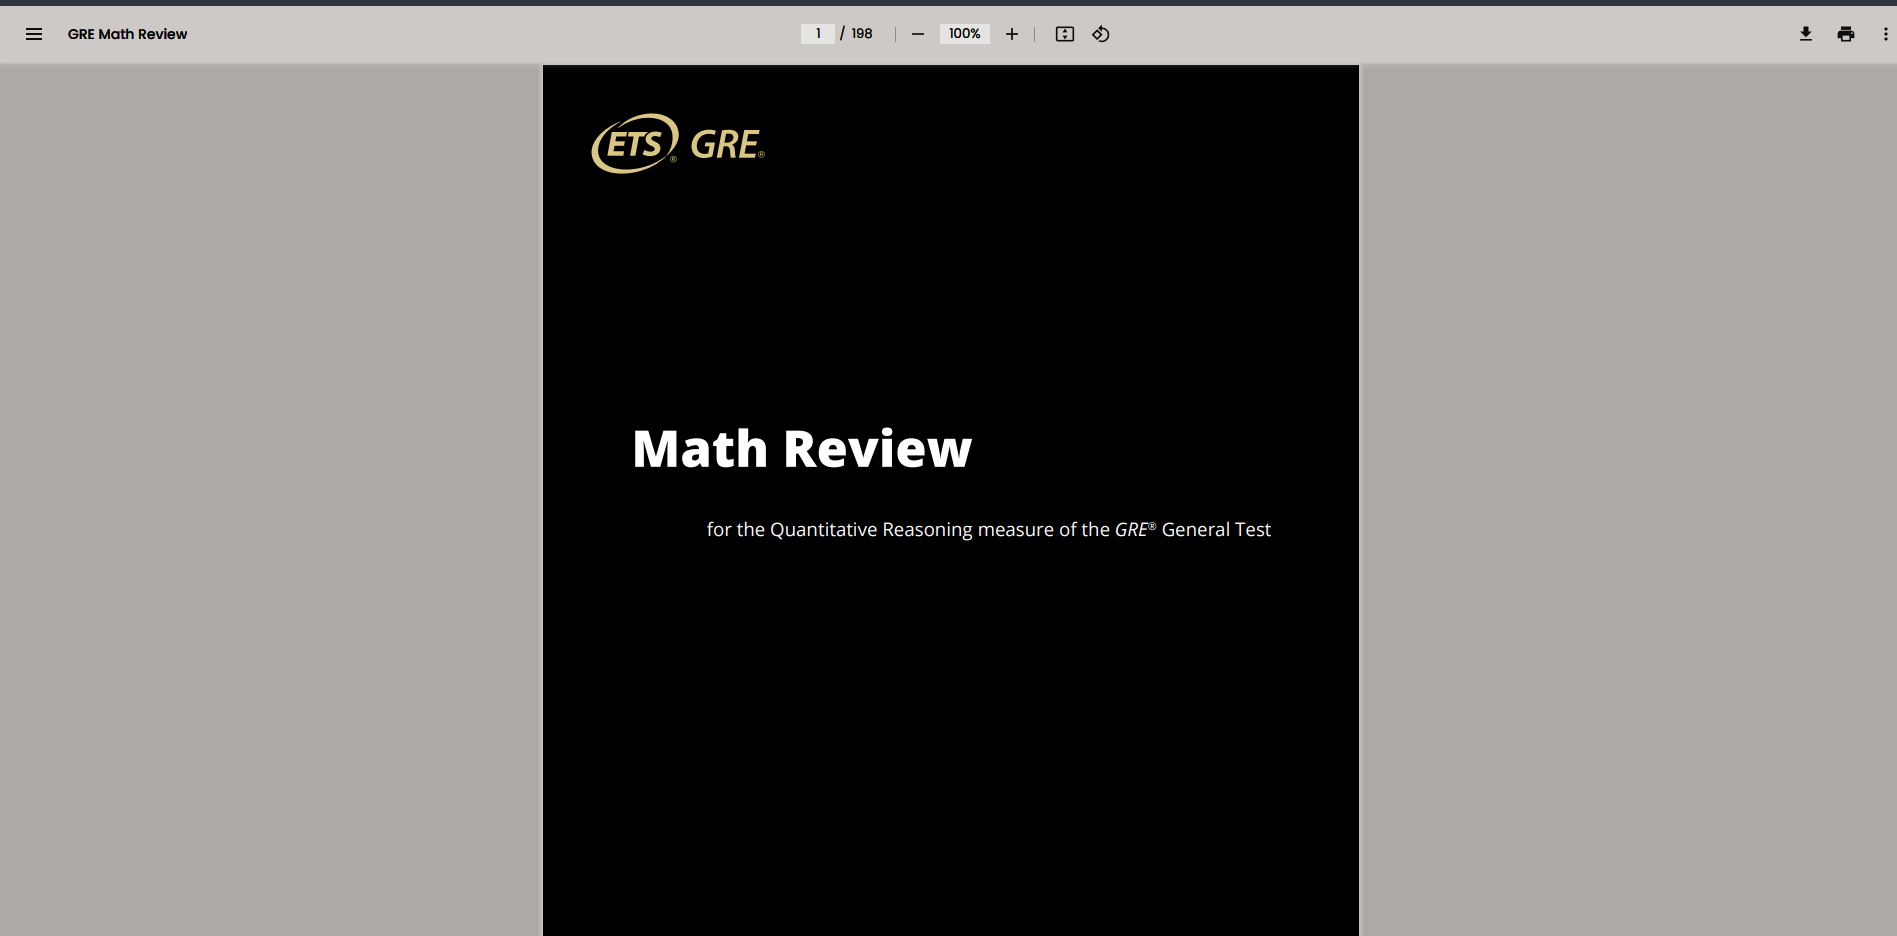 GRE Math Review
1 / 198
100%
ETS® GRE®
Math Review
for the Quantitative Reasoning measure of the GRE® General Test